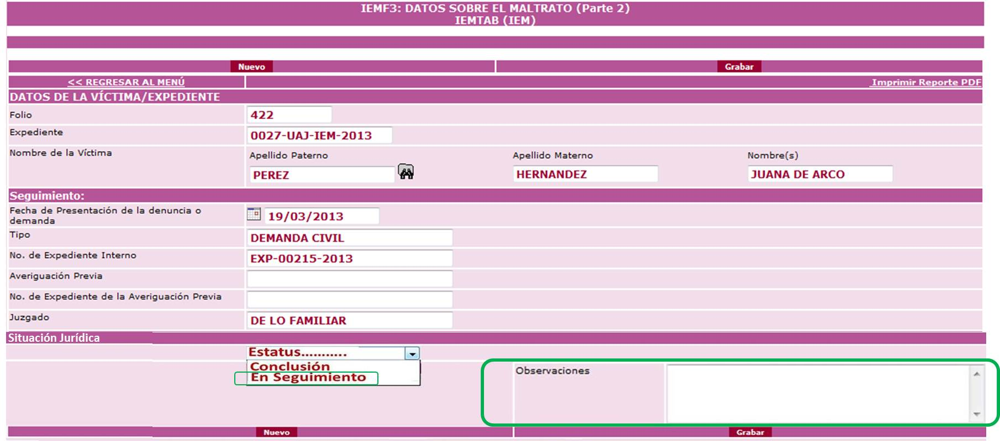 IEMF3: DATOS SOBRE EL MALTRATO (Parte 2)
IEMTAB (IEM)
Nuevo Grabar
<< REGRESAR AL MENÚ Imprimir Reporte PDF
DATOS DE LA VÍCTIMA/EXPEDIENTE
Folio 422
Expediente 0027-UAJ-IEM-2013
Nombre de la Víctima Apellido Paterno Apellido Materno Nombre(s)
PEREZ HERNANDEZ JUANA DE ARCO
Seguimiento:
Fecha de Presentación de la denuncia o
demanda 19/03/2013
Tipo DEMANDA CIVIL
No. de Expediente Interno EXP-00215-2013
Averiguación Previa
No. de Expediente de la Averiguación Previa
Juzgado DE LO FAMILIAR
Situación Jurídica
Estatus...........
Conclusión
En Seguimiento
Observaciones
Nuevo Grabar